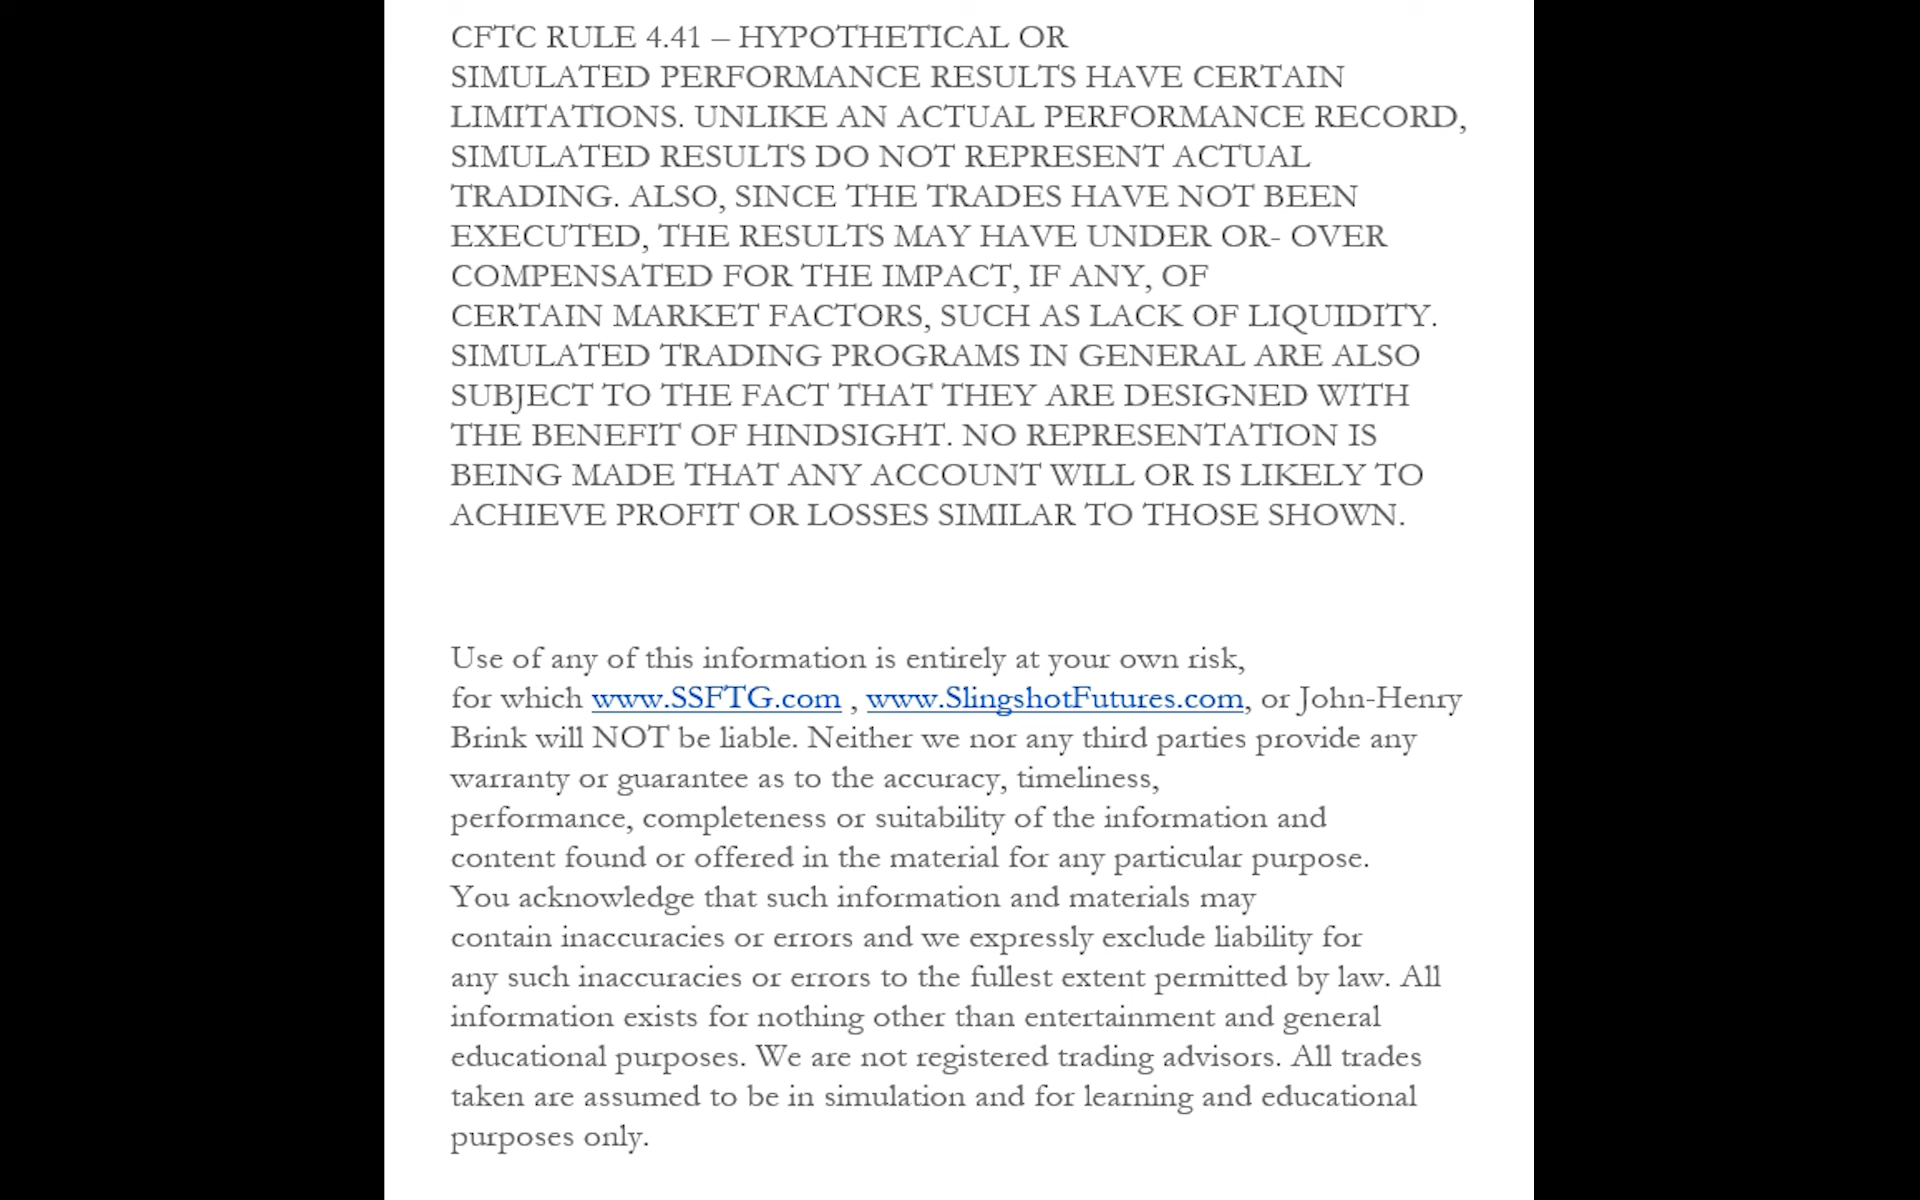 CFTC RULE 4.41 – HYPOTHETICAL OR
SIMULATED PERFORMANCE RESULTS HAVE CERTAIN
LIMITATIONS. UNLIKE AN ACTUAL PERFORMANCE RECORD,
SIMULATED RESULTS DO NOT REPRESENT ACTUAL
TRADING. ALSO, SINCE THE TRADES HAVE NOT BEEN
EXECUTED, THE RESULTS MAY HAVE UNDER OR- OVER
COMPENSATED FOR THE IMPACT, IF ANY, OF
CERTAIN MARKET FACTORS, SUCH AS LACK OF LIQUIDITY.
SIMULATED TRADING PROGRAMS IN GENERAL ARE ALSO
SUBJECT TO THE FACT THAT THEY ARE DESIGNED WITH
THE BENEFIT OF HINDSIGHT. NO REPRESENTATION IS
BEING MADE THAT ANY ACCOUNT WILL OR IS LIKELY TO
ACHIEVE PROFIT OR LOSSES SIMILAR TO THOSE SHOWN.
Use of any of this information is entirely at your own risk,
for which www.SSFTG.com , www.SlingshotFutures.com, or John-Henry
Brink will NOT be liable. Neither we nor any third parties provide any
warranty or guarantee as to the accuracy, timeliness,
performance, completeness or suitability of the information and
content found or offered in the material for any particular purpose.
You acknowledge that such information and materials may
contain inaccuracies or errors and we expressly exclude liability for
any such inaccuracies or errors to the fullest extent permitted by law. All
information exists for nothing other than entertainment and general
educational purposes. We are not registered trading advisors. All trades
taken are assumed to be in simulation and for learning and educational
purposes only.